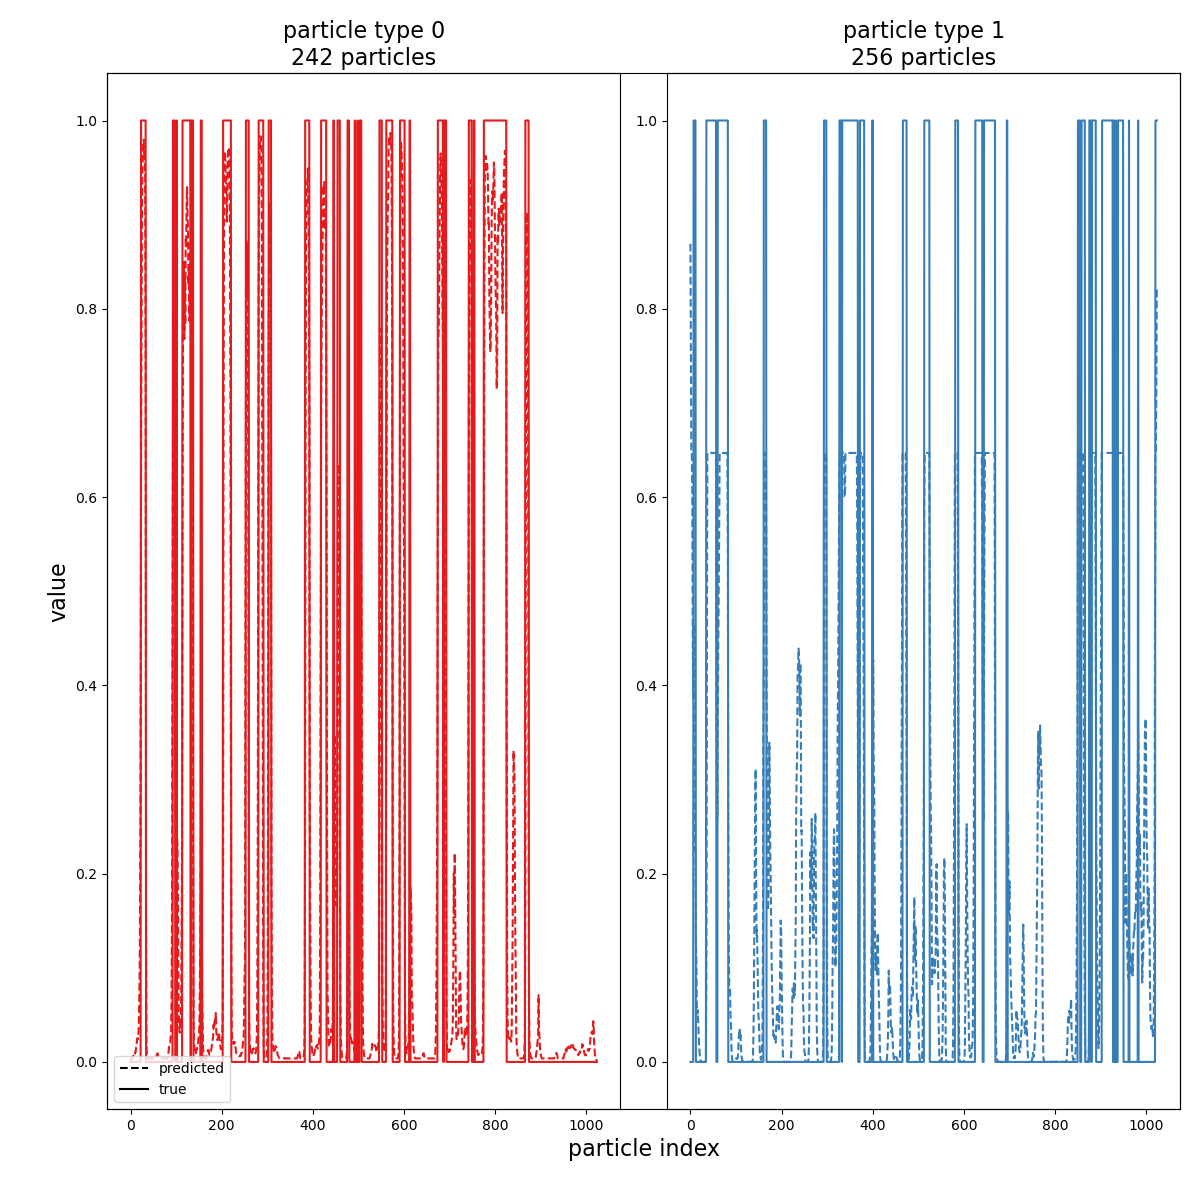 particle type 0
242 particles
particle type 1
256 particles
1.0
0.8
0.6
0.4
0.2
0.0
1.0
0.8
0.6
0.4
0.2
0.0
value
predicted
true
0 200 400 600 800 1000
0 200 400 600 800 1000
particle index